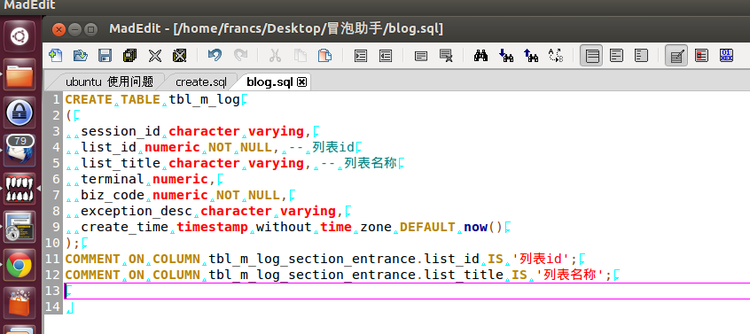 MadEdit
MadEdit - [/home/francs/Desktop/冒泡助手/blog.sql]
ubuntu 使用问题 create.sql blog.sql
1 CREATE TABLE tbl_m_log
2 (
3 session_id character varying,
4 list_id numeric NOT NULL, -- 列表id
5 list_title character varying, -- 列表名称
6 terminal numeric,
7 biz_code numeric NOT NULL,
8 exception_desc character varying,
9 create_time timestamp without time zone DEFAULT now()
10 );
11 COMMENT ON COLUMN tbl_m_log_section_entrance.list_id IS '列表id';
12 COMMENT ON COLUMN tbl_m_log_section_entrance.list_title IS '列表名称';
13
14
79